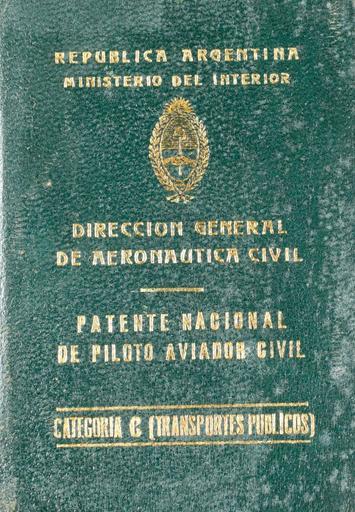 REPUBLICA ARGENTINA
MINISTERIO DEL INTERIOR
DIRECCION GENERAL
DE AERONAUTICA CIVIL
PATENTE NACIONAL
DE PILOTO AVIADOR CIVIL
CATEGORIA C (TRANSPORTES PUBLICOS)